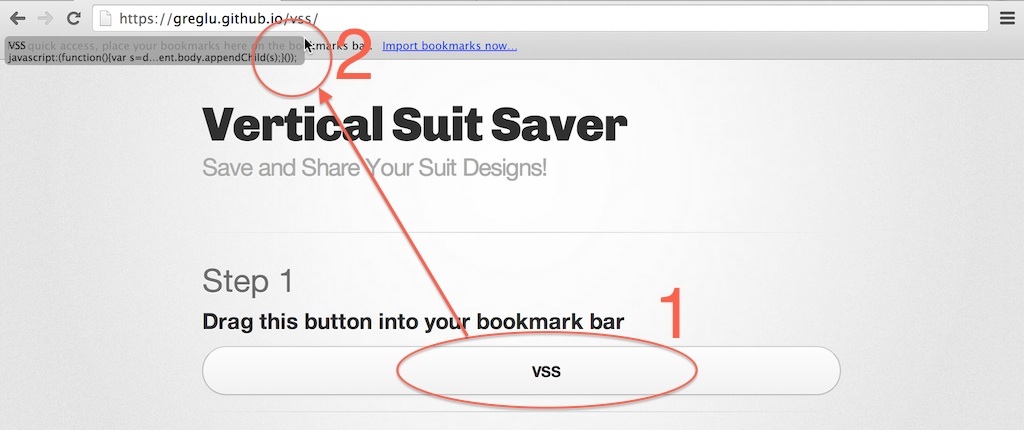 https://greglu.github.io/vss/
VSS quick access, place your bookmarks here on the bookmarks bar. Import bookmarks now...
javascript:(function(){var s=d...ent.body.appendChild(s);}());
2
Vertical Suit Saver
Save and Share Your Suit Designs!
Step 1
1
Drag this button into your bookmark bar
VSS